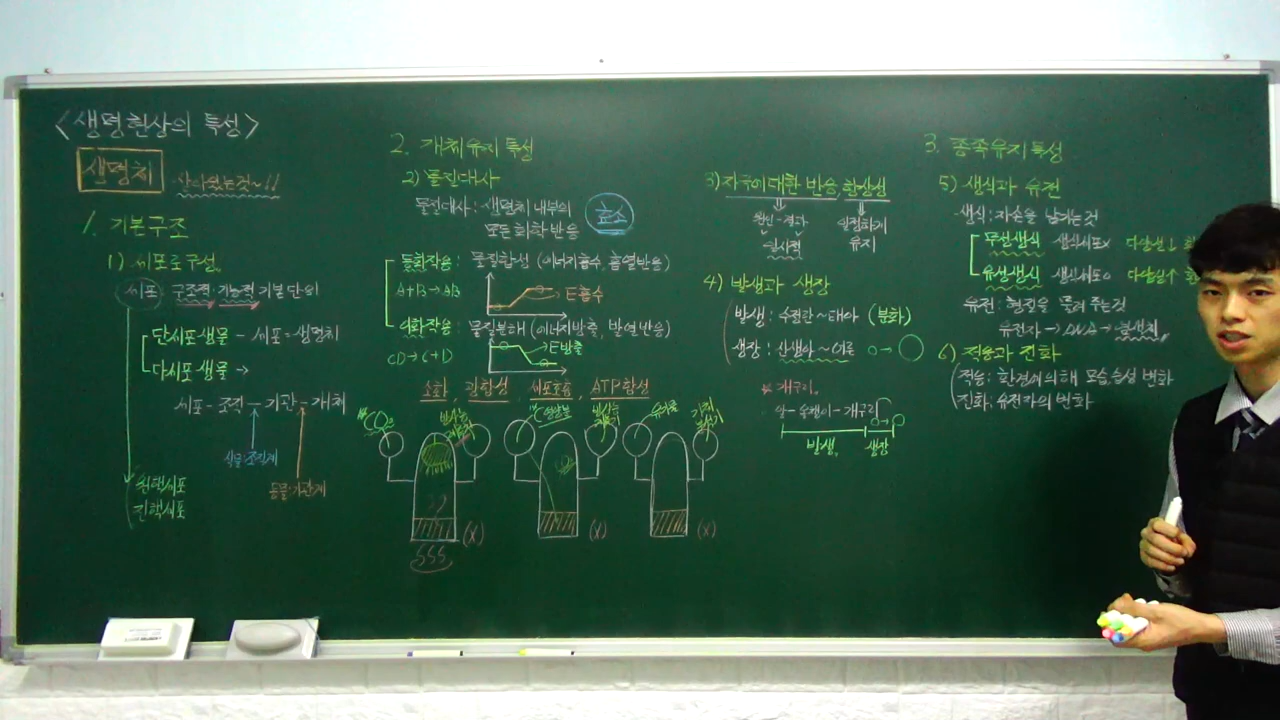 <생명현상의 특성>
생명체 살아있는것~!!
1. 기본구조
1) 세포로구성.
세포 구조적, 기능적 기본단위
단세포생물 - 세포=생명체
다세포생물 →
세포-조직-기관-개체
식물:조직계
동물:기관계
원핵세포
진핵세포
2. 개체유지 특성
2) 물질대사
물질대사 : 생명체 내부의
모든 화학반응
효소
동화작용: 물질합성 (에너지흡수, 흡열반응)
A+B→AB
E흡수
이화작용: 물질분해 (에너지방출, 발열반응)
CD→C+D
E방출
소화, 광합성, 세포호흡, ATP합성
(X)
(X)
(X)
SSS
3) 자극에대한 반응, 항상성
원인-결과
일정하게
유지
일시적
4) 발생과 생장
발생: 수정란~태아 (분화)
생장: 신생아~어른
* 개구리.
알-올챙이-개구리
발생.
생장
3. 종족유지특성
5) 생식과 유전
생식:자손을 남기는것
무성생식 생식세포X
유성생식 생식세포O
유전: 형질을 물려주는것
유전자→DNA→염색체
6) 적응과 진화
적응: 환경에의해 모습,습성 변화
진화:유전자의 변화